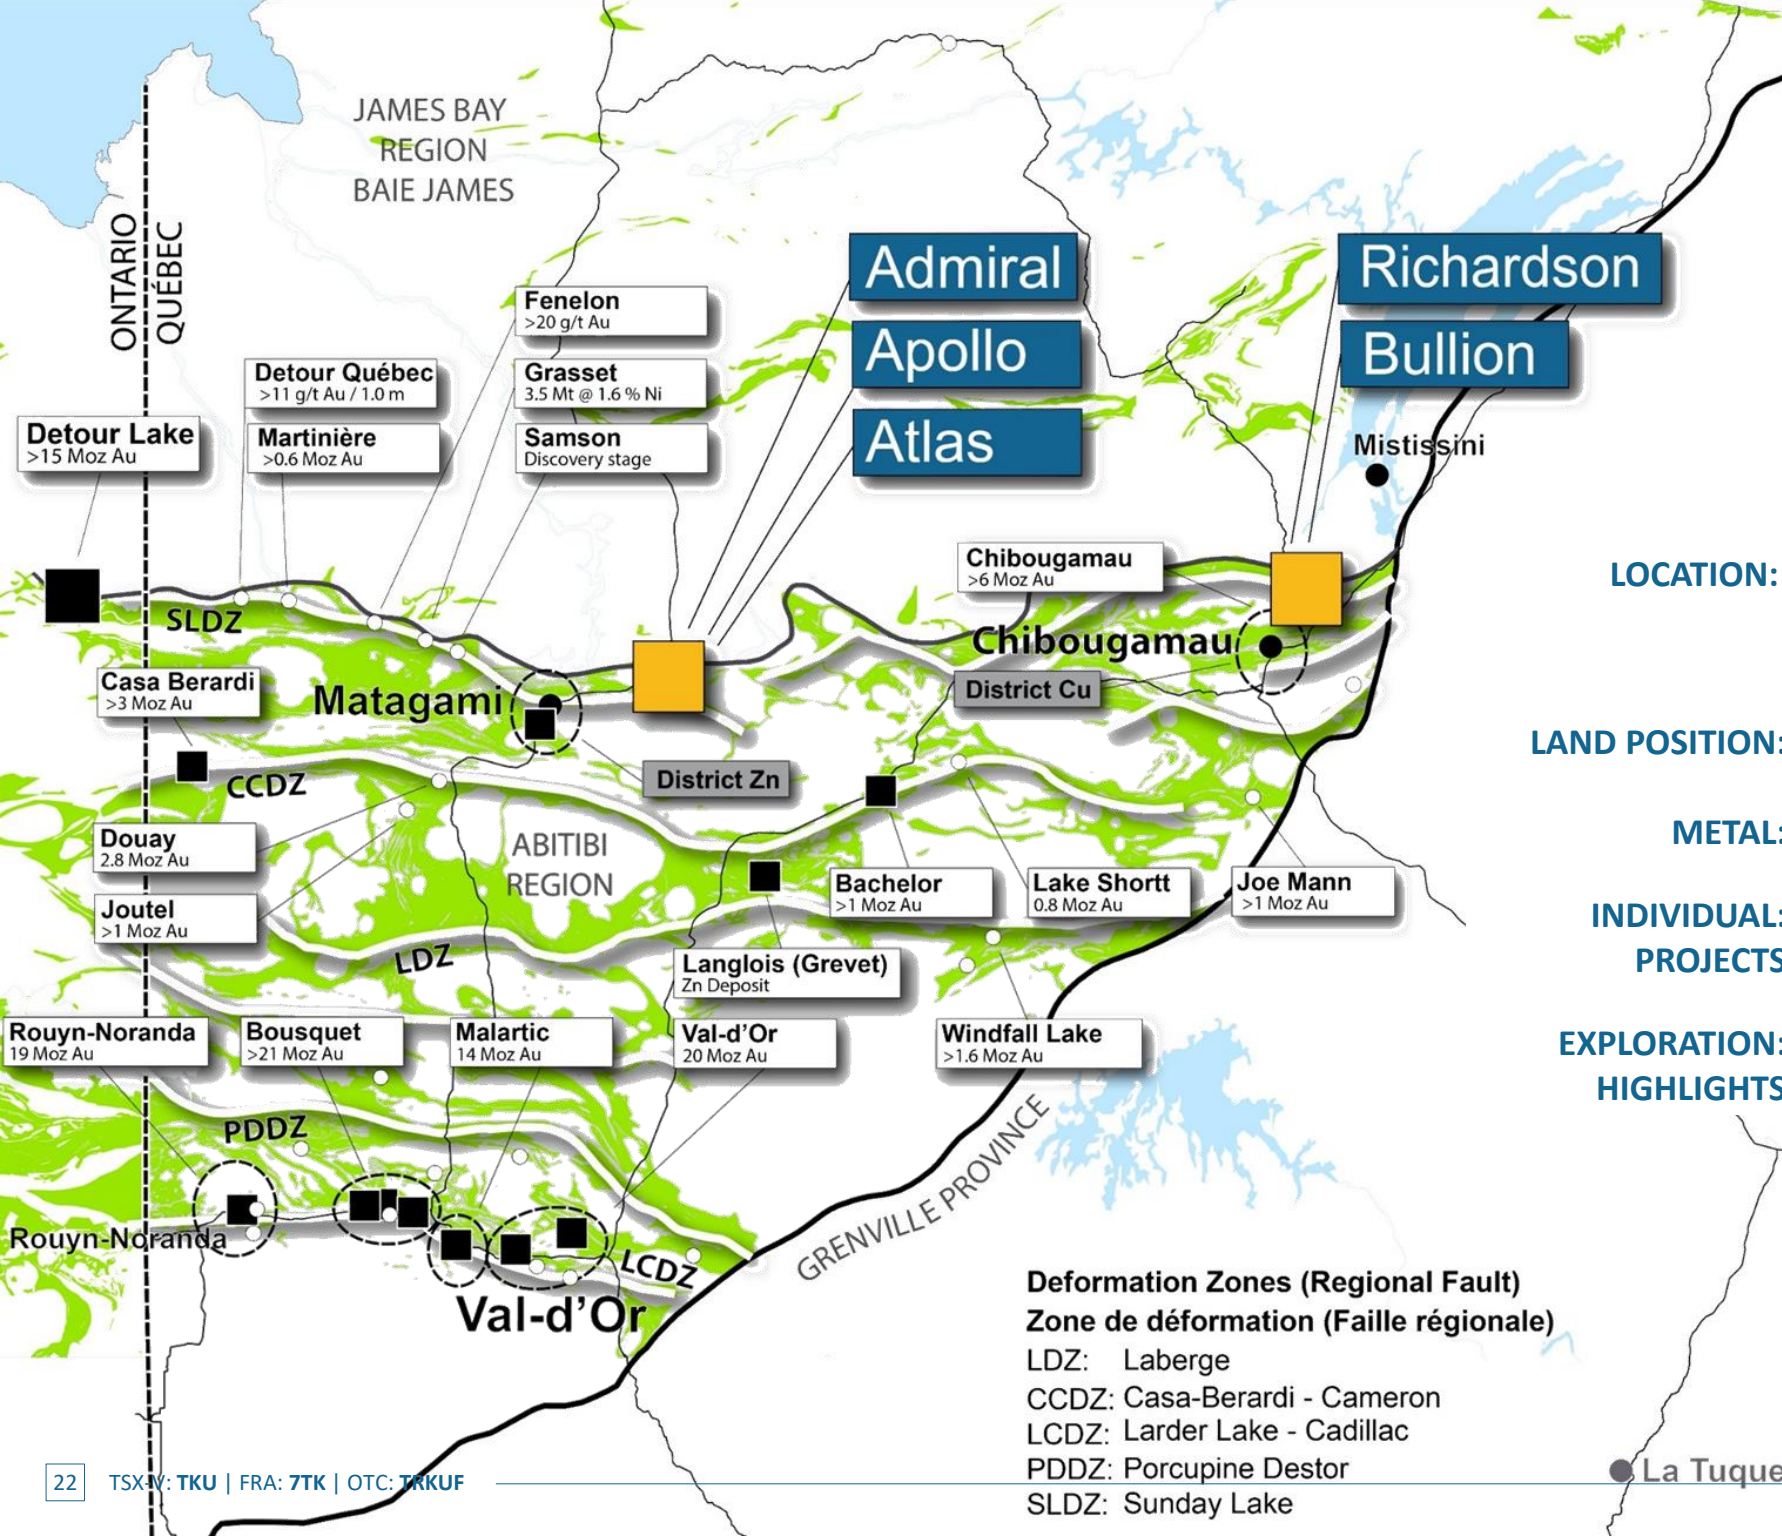 JAMES BAY
REGION
BAIE JAMES
ONTARIO
QUÉBEC
Admiral
Richardson
Fenelon
>20 g/t Au
Apollo
Bullion
Detour Québec
>11 g/t Au / 1.0 m
Grasset
3.5 Mt @ 1.6 % Ni
Detour Lake
>15 Moz Au
Martinière
>0.6 Moz Au
Samson
Discovery stage
Atlas
Mistissini
Chibougamau
>6 Moz Au
LOCATION:
SLDZ
Chibougamau
Casa Berardi
>3 Moz Au
Matagami
District Cu
LAND POSITION:
CCDZ
District Zn
METAL:
Douay
2.8 Moz Au
ABITIBI
REGION
Bachelor
>1 Moz Au
Lake Shortt
0.8 Moz Au
Joe Mann
>1 Moz Au
Joutel
>1 Moz Au
INDIVIDUAL:
PROJECTS
LDZ
Langlois (Grevet)
Zn Deposit
Rouyn-Noranda
19 Moz Au
Bousquet
>21 Moz Au
Malartic
14 Moz Au
Val-d’Or
20 Moz Au
Windfall Lake
>1.6 Moz Au
EXPLORATION:
HIGHLIGHTS
PDDZ
GRENVILLE PROVINCE
Rouyn-Noranda
LCDZ
Val-d’Or
Deformation Zones (Regional Fault)
Zone de déformation (Faille régionale)
LDZ: Laberge
CCDZ: Casa-Berardi - Cameron
LCDZ: Larder Lake - Cadillac
PDDZ: Porcupine Destor
SLDZ: Sunday Lake
La Tuque
22 TSX-V: TKU | FRA: 7TK | OTC: TRKUF